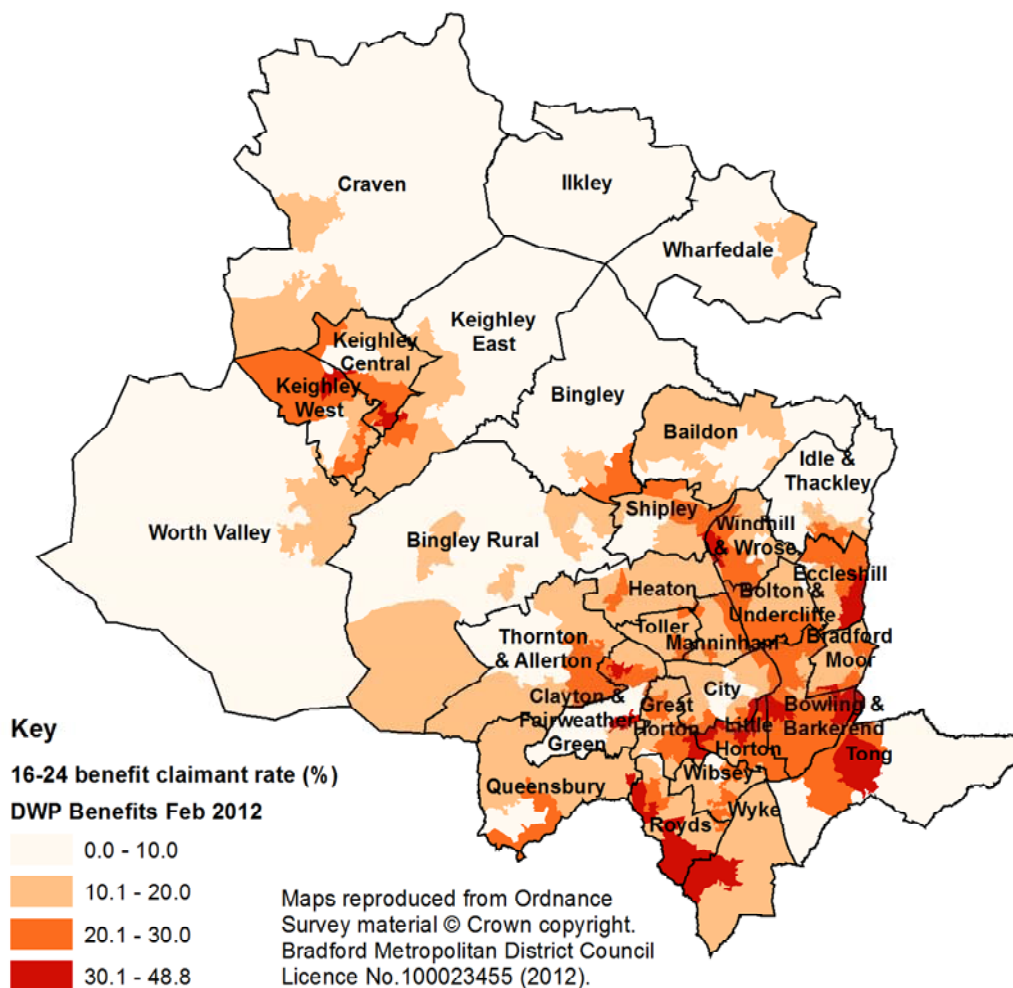 Craven
Ilkley
Wharfedale
Keighley
East
Keighley
Central
Keighley
West
Bingley
Baildon
Idle &
Thackley
Worth Valley
Bingley Rural
Shipley
Windhill
& Wrose
Eccleshill
Heaton
Bolton &
Undercliffe
Toller
Manningham
Bradford
Moor
Thornton
& Allerton
City
Clayton &
Fairweather
Green
Great
Horton
Little
Horton
Bowling &
Barkerend
Tong
Queensbury
Wibsey
Wyke
Royds
Key
16-24 benefit claimant rate (%)
DWP Benefits Feb 2012
0.0 - 10.0
10.1 - 20.0
20.1 - 30.0
30.1 - 48.8
Maps reproduced from Ordnance
Survey material © Crown copyright.
Bradford Metropolitan District Council
Licence No.100023455 (2012).